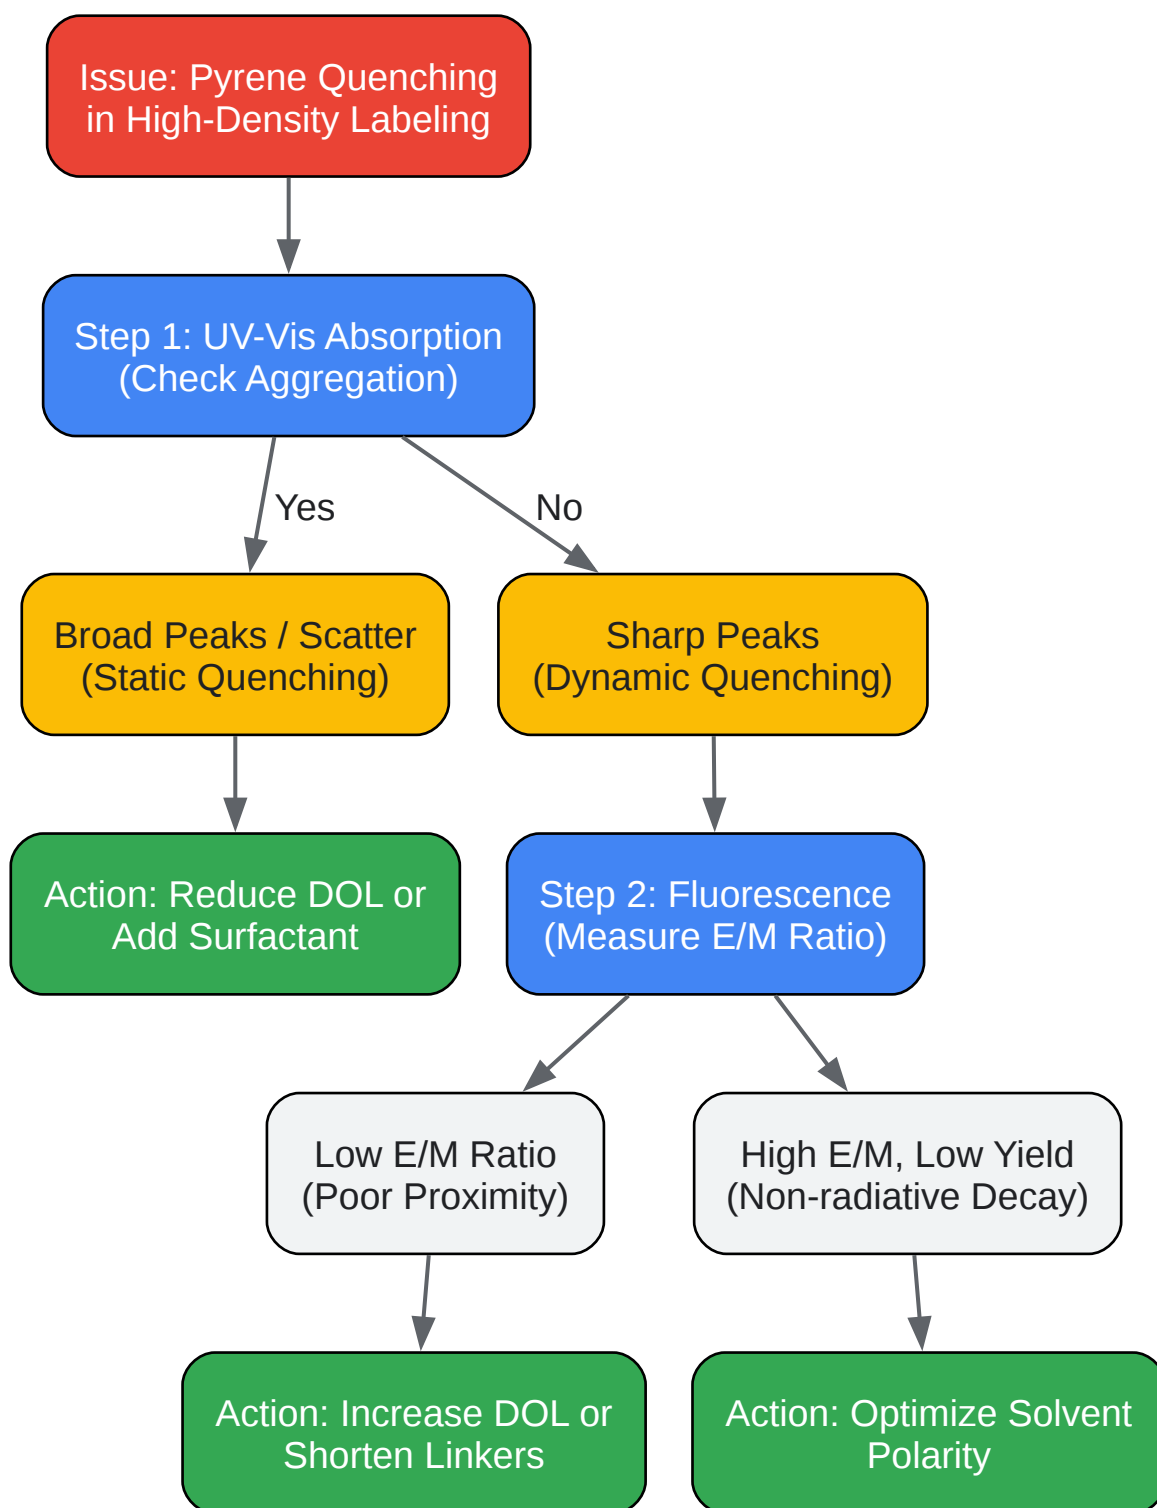 Issue: Pyrene Quenching
in High-Density Labeling
Step 1: UV-Vis Absorption
(Check Aggregation)
Yes
No
Broad Peaks / Scatter
(Static Quenching)
Sharp Peaks
(Dynamic Quenching)
Action: Reduce DOL or
Add Surfactant
Step 2: Fluorescence
(Measure E/M Ratio)
Low E/M Ratio
(Poor Proximity)
High E/M, Low Yield
(Non-radiative Decay)
Action: Increase DOL or
Shorten Linkers
Action: Optimize Solvent
Polarity